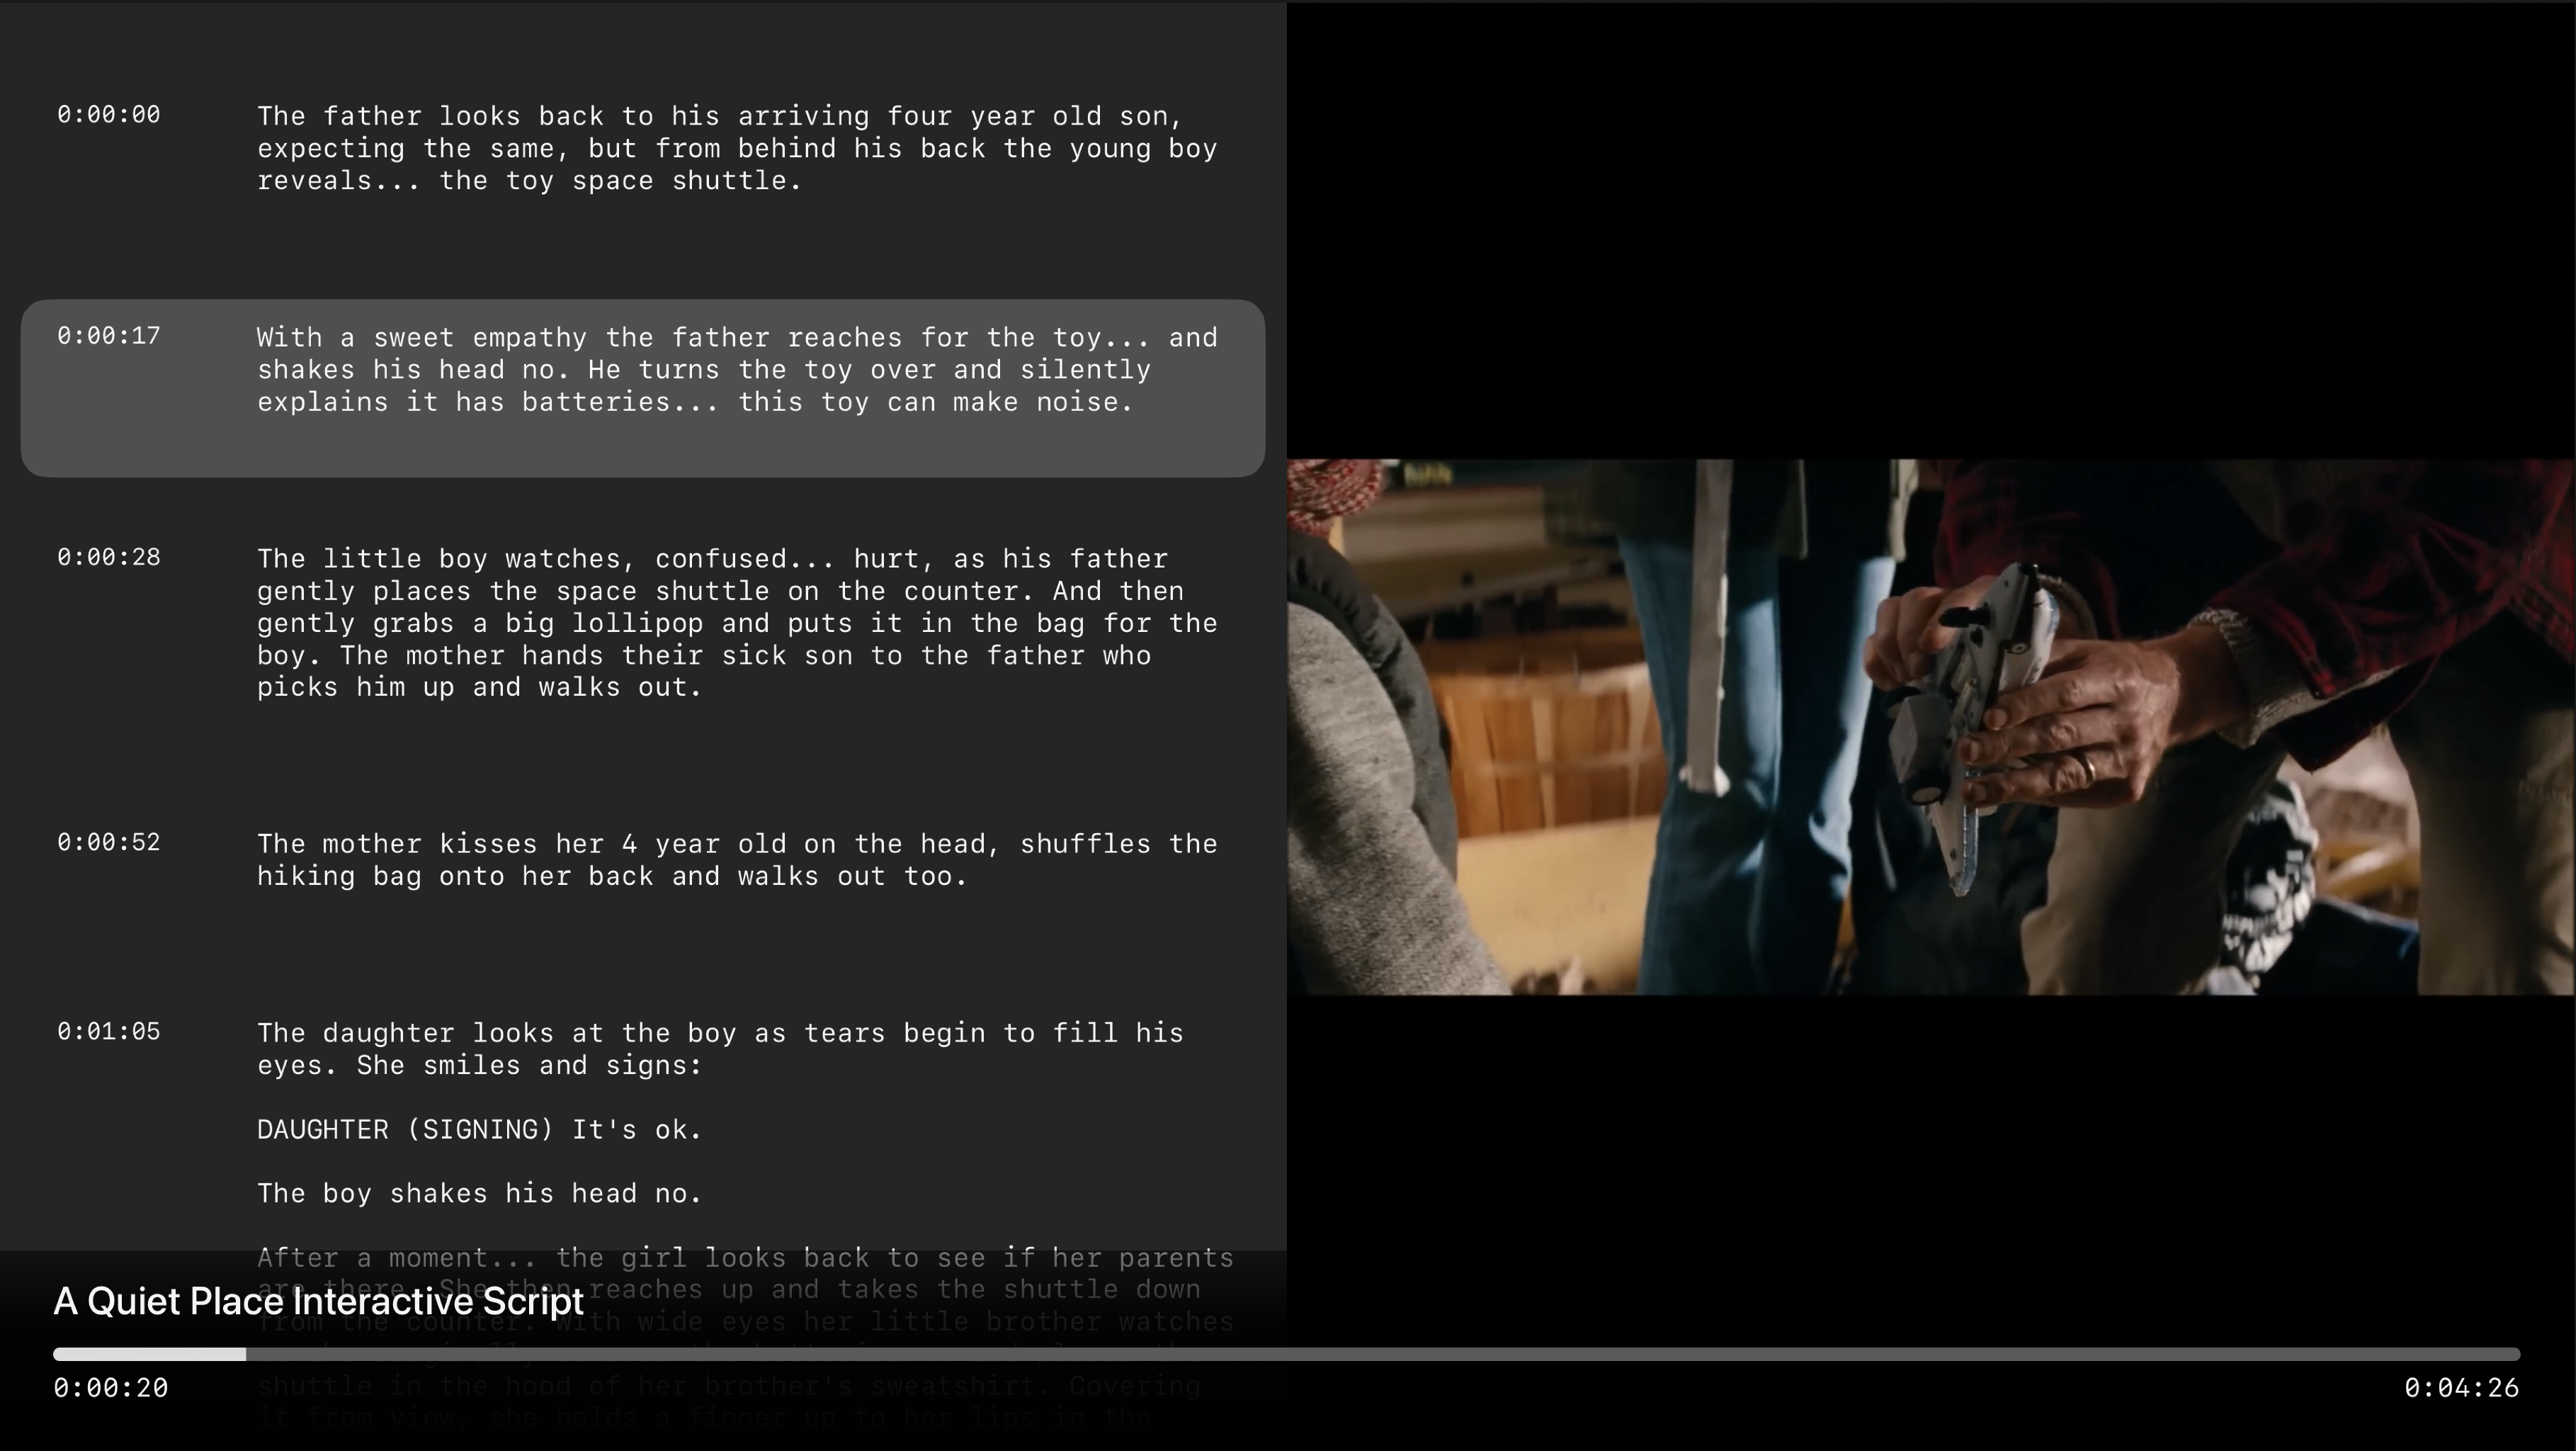 0:00:00
The father looks back to his arriving four year old son,
expecting the same, but from behind his back the young boy
reveals... the toy space shuttle.
0:00:17
With a sweet empathy the father reaches for the toy... and
shakes his head no. He turns the toy over and silently
explains it has batteries... this toy can make noise.
0:00:28
The little boy watches, confused... hurt, as his father
gently places the space shuttle on the counter. And then
gently grabs a big lollipop and puts it in the bag for the
boy. The mother hands their sick son to the father who
picks him up and walks out.
0:00:52
The mother kisses her 4 year old on the head, shuffles the
hiking bag onto her back and walks out too.
0:01:05
The daughter looks at the boy as tears begin to fill his
eyes. She smiles and signs:
DAUGHTER (SIGNING) It's ok.
The boy shakes his head no.
After a moment... the girl looks back to see if her parents
are there. She then reaches up and takes the shuttle down
A Quiet Place Interactive Script
from the counter. With wide eyes her little brother watches
shuttle in the hood of her brother's sweatshirt. Covering
0:00:20
0:04:26
it from view, she holds a finger up to her lips in the